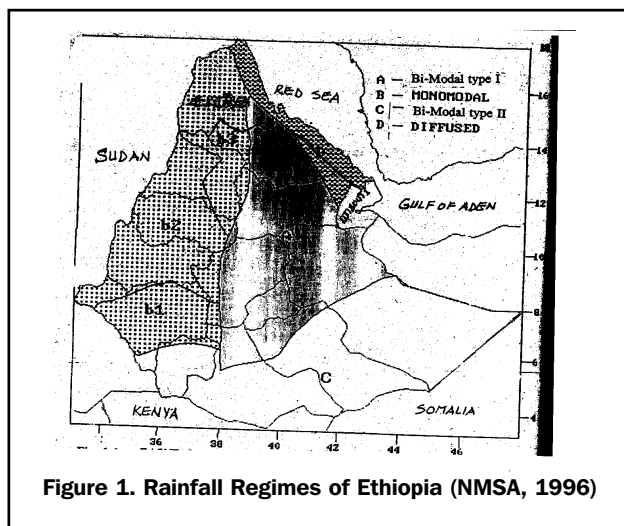 A — Bi-Modal type I
B — MONOMODAL
C — Bi-Modal type II
D — DIFFUSED
RED SEA
SUDAN
GULF OF ADEN
b2
b1
C
KENYA
SOMALIA
18
16
14
12
10
8
6
4
36
38
40
42
44
46
Figure 1. Rainfall Regimes of Ethiopia (NMSA, 1996)